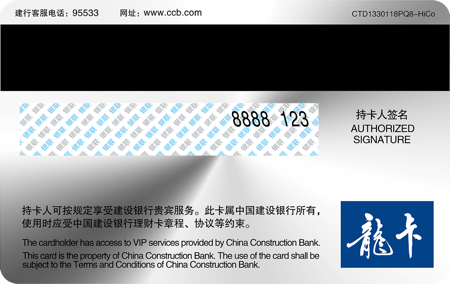 建行客服电话：95533 网址：www.ccb.com CTD1330118PQ8-HiCo
8888 123
持卡人签名
AUTHORIZED
SIGNATURE
持卡人可按规定享受建设银行贵宾服务。此卡属中国建设银行所有，
使用时应受中国建设银行理财卡章程、协议等约束。
The cardholder has access to VIP services provided by China Construction Bank.
This card is the property of China Construction Bank. The use of the card shall be
subject to the Terms and Conditions of China Construction Bank.
龍卡